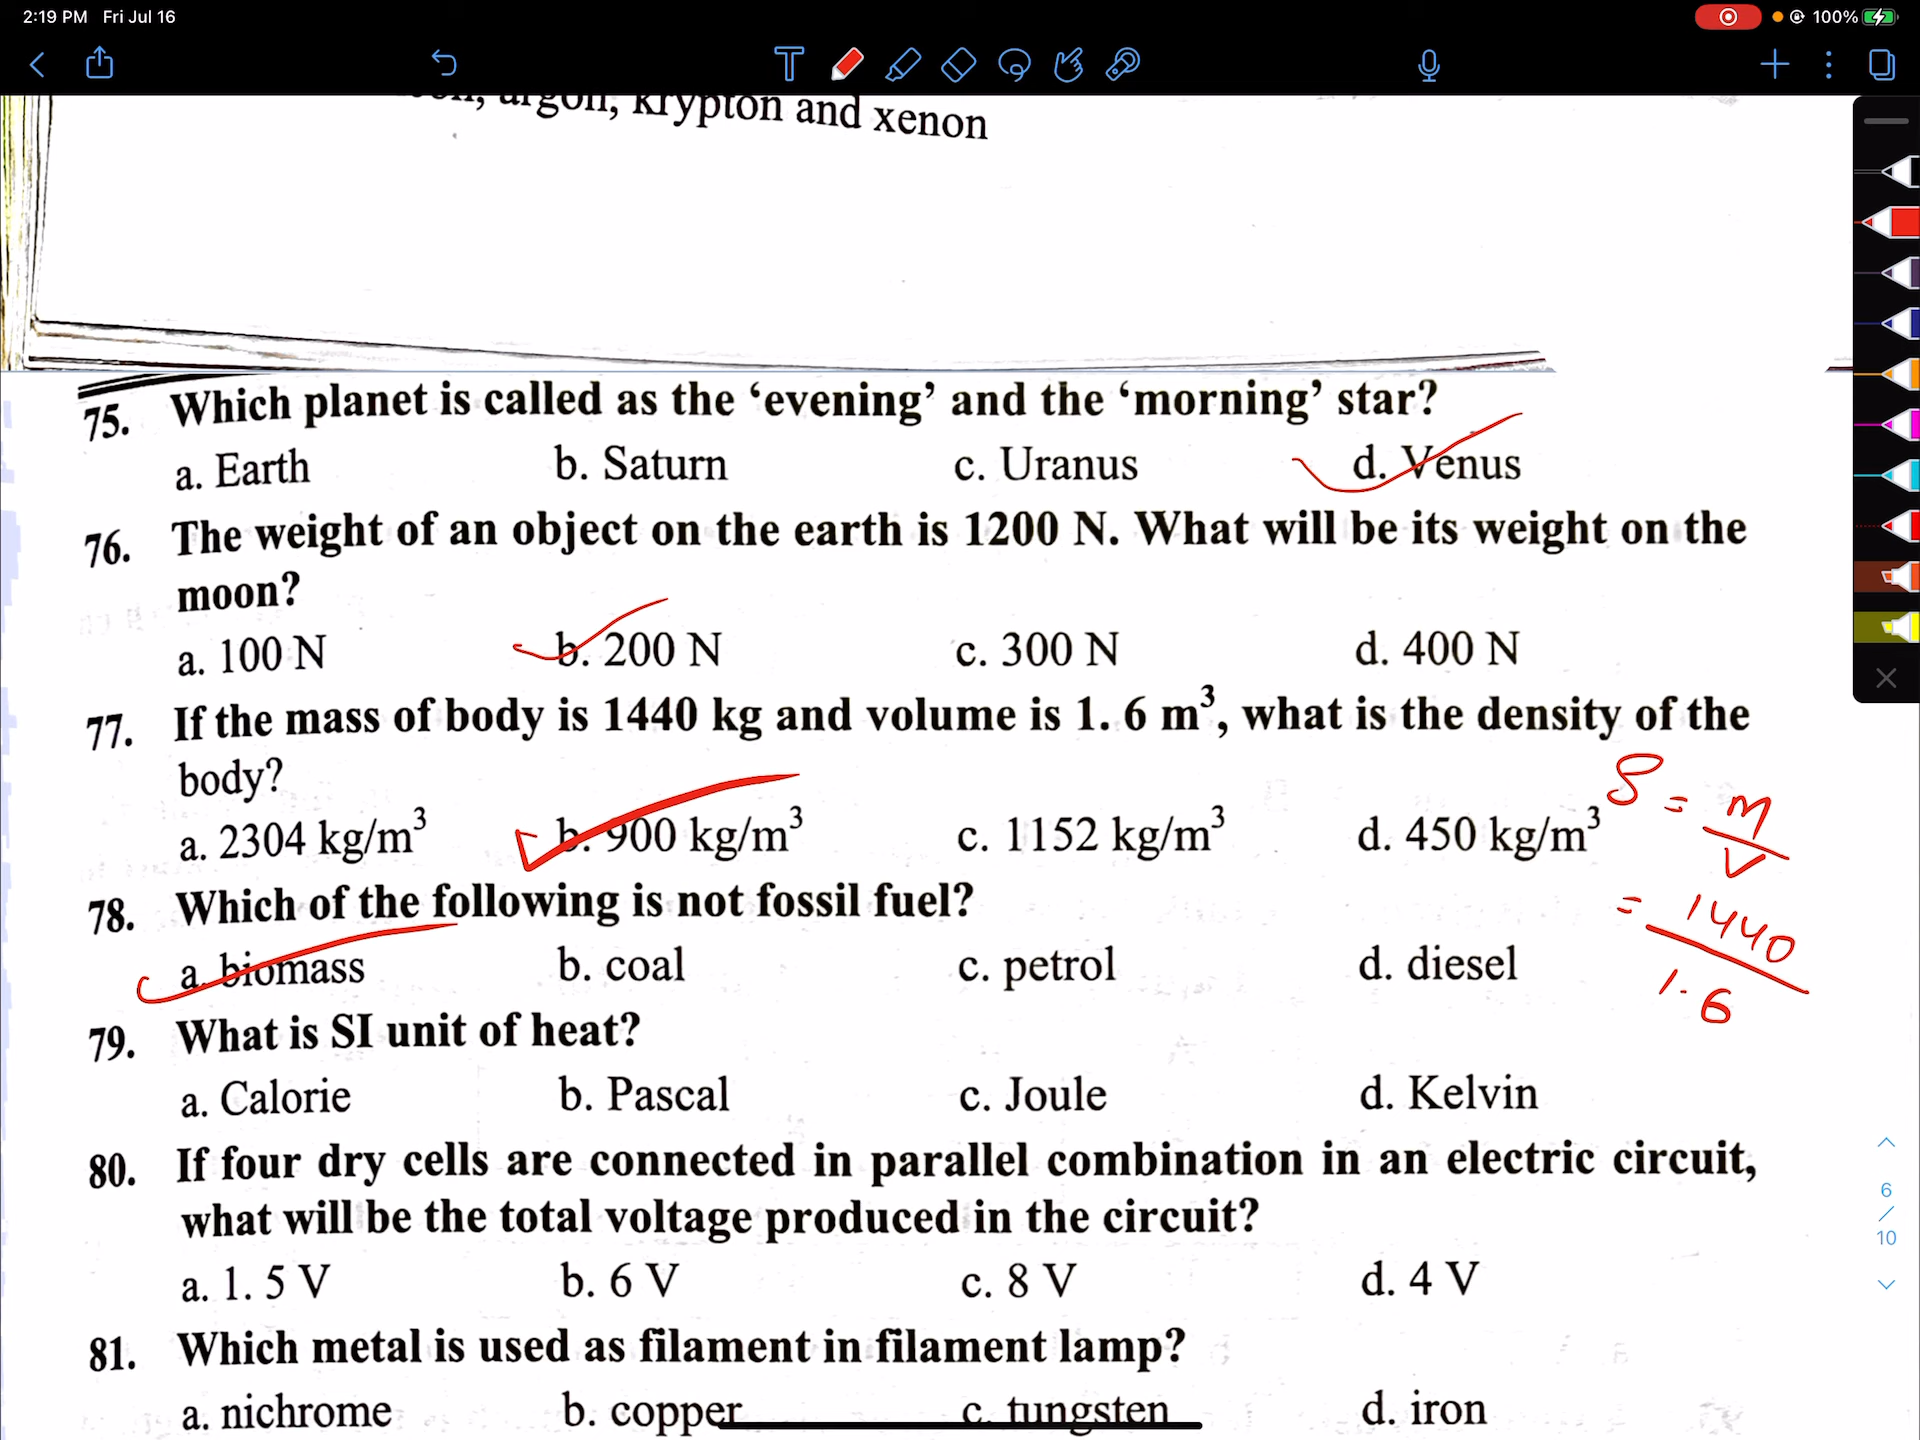 2:19 PM Fri Jul 16
100%
argon, krypton and xenon
75. Which planet is called as the ‘evening’ and the ‘morning’ star?
a. Earth b. Saturn c. Uranus d. Venus
76. The weight of an object on the earth is 1200 N. What will be its weight on the
moon?
a. 100 N b. 200 N c. 300 N d. 400 N
77. If the mass of body is 1440 kg and volume is 1. 6 m³, what is the density of the
body?
a. 2304 kg/m³ b. 900 kg/m³ c. 1152 kg/m³ d. 450 kg/m³
= m
V
= 1440
1.6
78. Which of the following is not fossil fuel?
a. biomass b. coal c. petrol d. diesel
79. What is SI unit of heat?
a. Calorie b. Pascal c. Joule d. Kelvin
80. If four dry cells are connected in parallel combination in an electric circuit,
what will be the total voltage produced in the circuit?
a. 1. 5 V b. 6 V c. 8 V d. 4 V
81. Which metal is used as filament in filament lamp?
a. nichrome b. copper c. tungsten d. iron
6
/
10